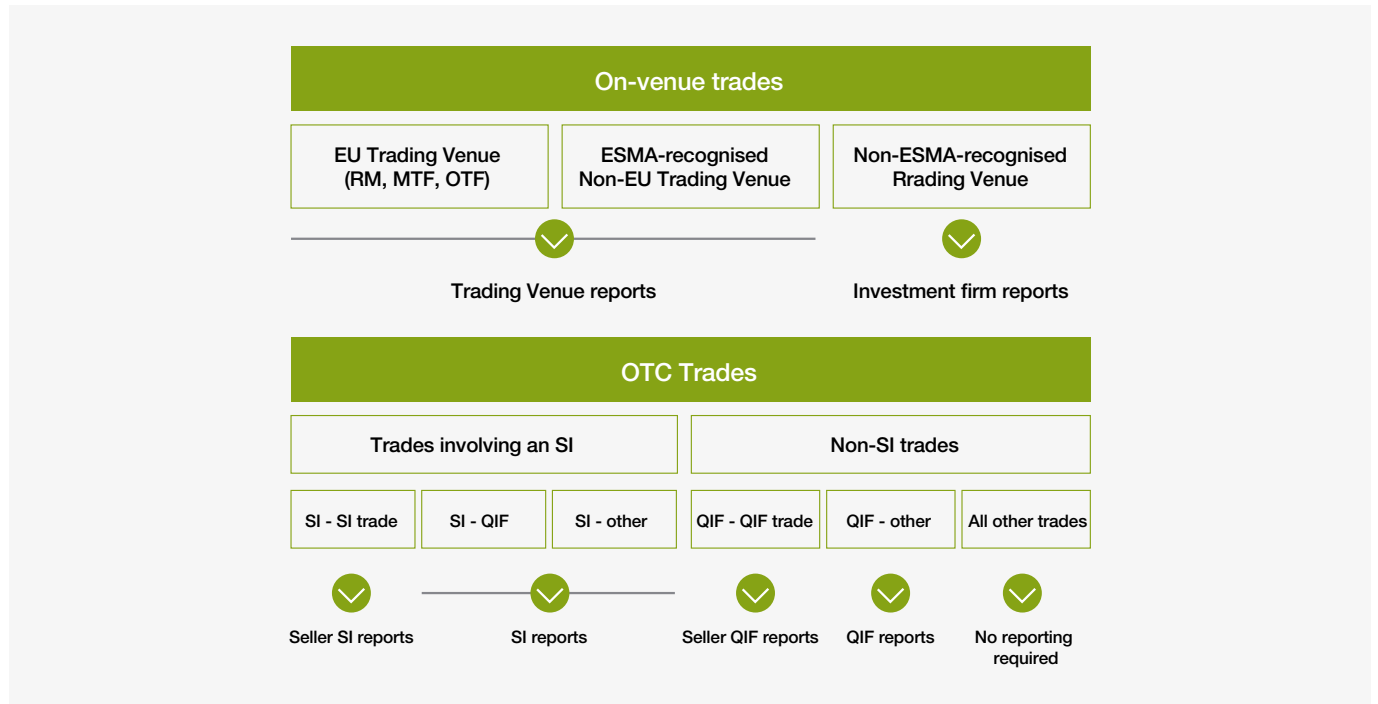 On-venue trades
EU Trading Venue
(RM, MTF, OTF)
ESMA-recognised
Non-EU Trading Venue
Non-ESMA-recognised
Rrading Venue
Trading Venue reports
Investment firm reports
OTC Trades
Trades involving an SI
Non-SI trades
SI - SI trade
SI - QIF
SI - other
QIF - QIF trade
QIF - other
All other trades
Seller SI reports
SI reports
Seller QIF reports
QIF reports
No reporting
required